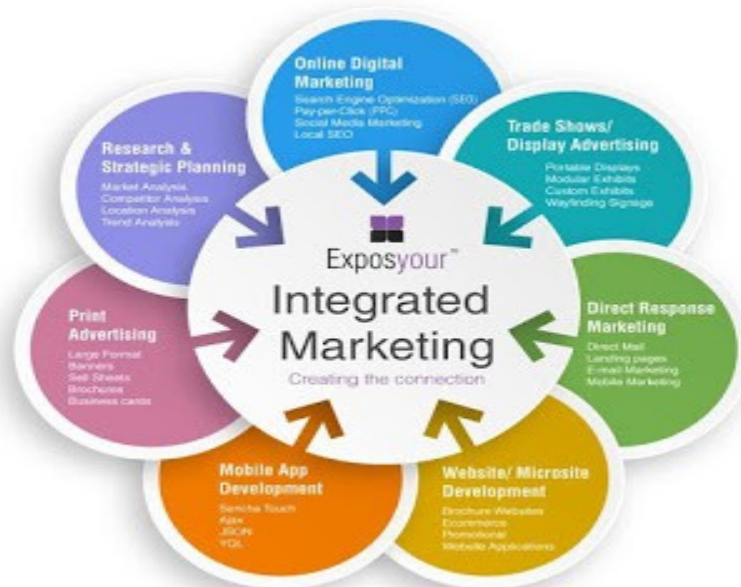 Online Digital
Marketing
Search Engine Optimization (SEO)
Pay-per-Click (PPC)
Social Media Marketing
Local SEO
Trade Shows/
Display Advertising
Portable Displays
Modular Exhibits
Custom Exhibits
Wayfinding Signage
Direct Response
Marketing
Direct Mail
Landing pages
E-mail Marketing
Mobile Marketing
Website/ Microsite
Development
Brochure Websites
Ecommerce
Promotional
Website Applications
Mobile App
Development
Sencha Touch
Ajax
JSON
YQL
Print
Advertising
Large Format
Banners
Sell Sheets
Brochures
Business cards
Research &
Strategic Planning
Market Analysis
Competitor Analysis
Location Analysis
Trend Analysis
Exposyour™
Integrated
Marketing
Creating the connection